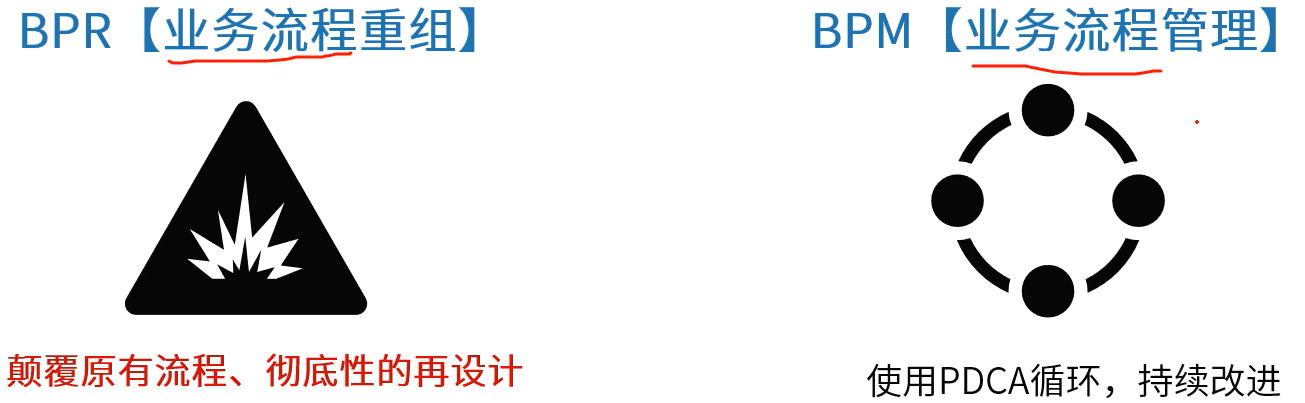 BPR【业务流程重组】
BPM【业务流程管理】
颠覆原有流程、彻底性的再设计
使用PDCA循环，持续改进